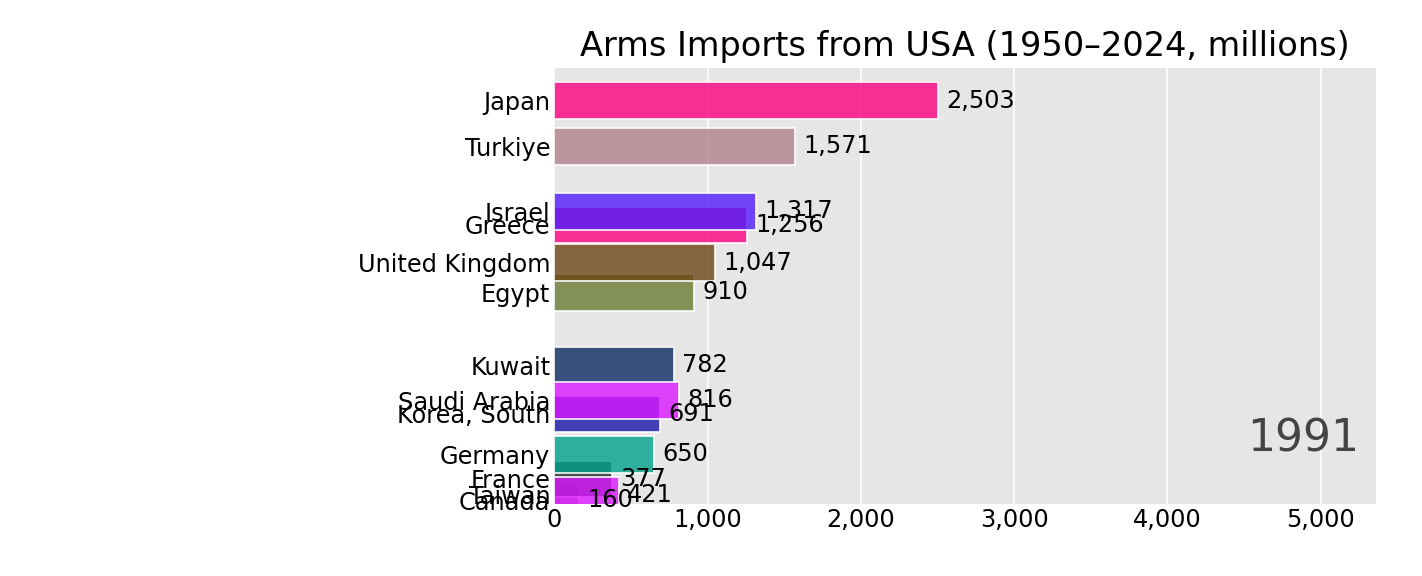 Arms Imports from USA (1950–2024, millions)
Japan 2,503
Turkiye 1,571
Israel 1,317
Greece 1,256
United Kingdom 1,047
Egypt 910
Kuwait 782
Saudi Arabia 816
Korea, South 691
1991
Germany 650
France 377
Taiwan 421
Canada 160
0 1,000 2,000 3,000 4,000 5,000